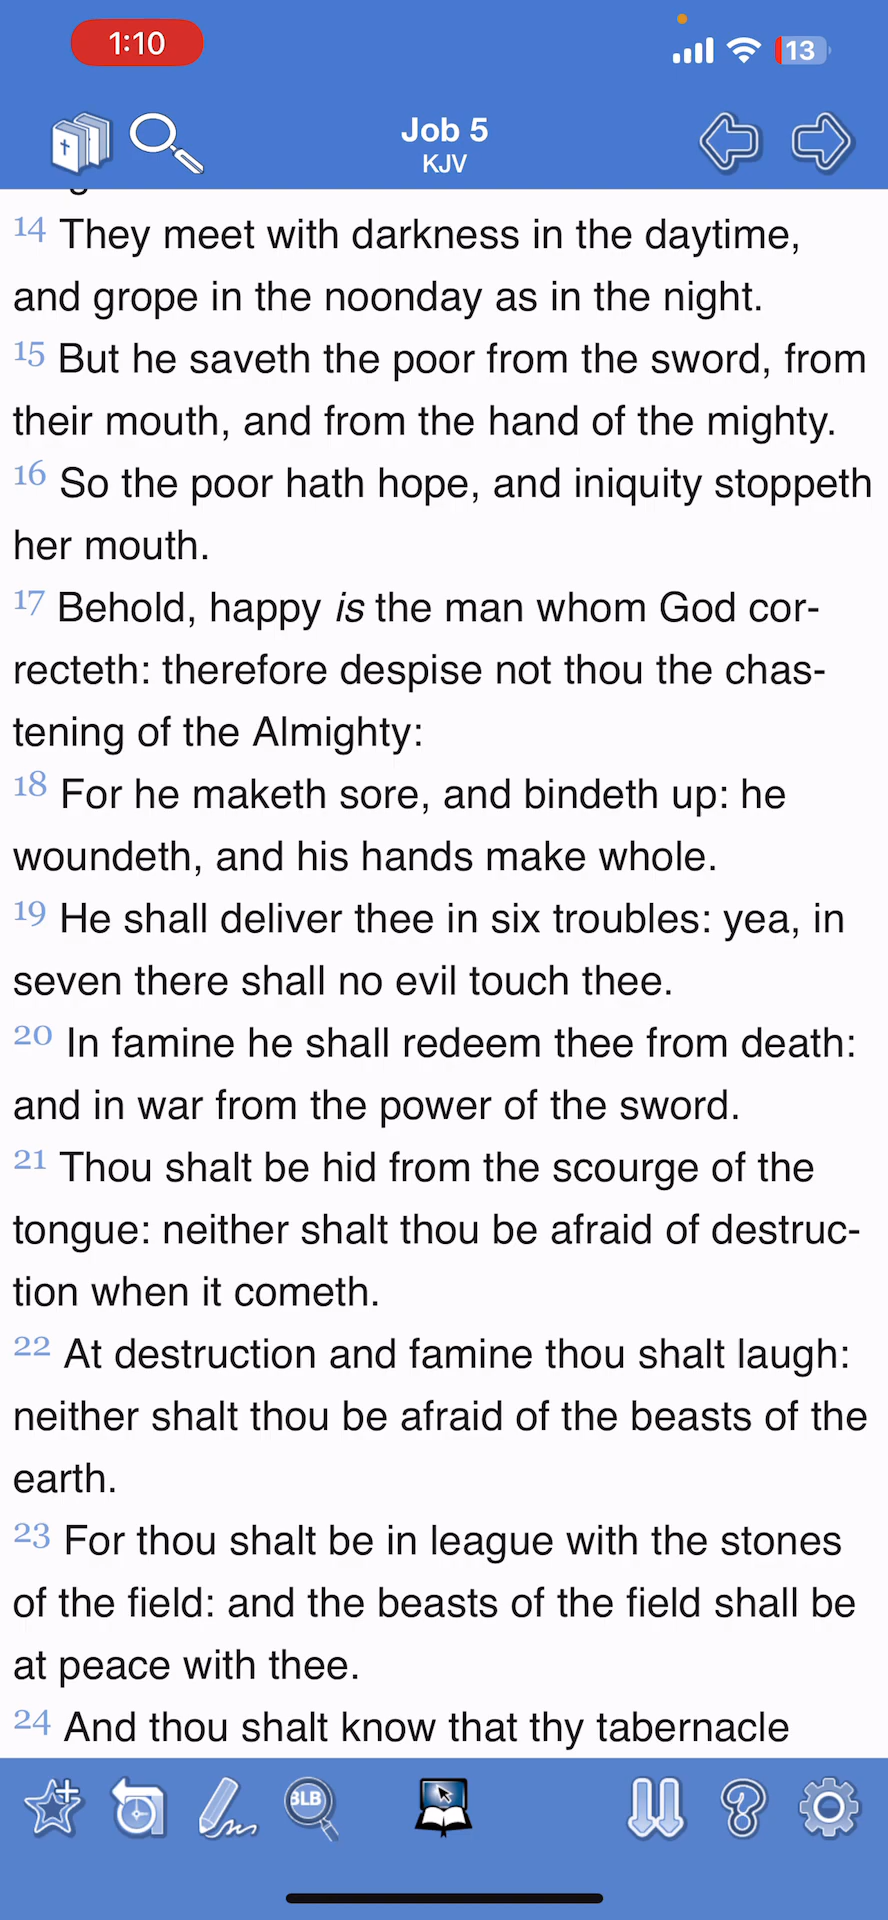 1:10
13
Job 5
KJV
14 They meet with darkness in the daytime,
and grope in the noonday as in the night.
15 But he saveth the poor from the sword, from
their mouth, and from the hand of the mighty.
16 So the poor hath hope, and iniquity stoppeth
her mouth.
17 Behold, happy is the man whom God cor-
recteth: therefore despise not thou the chas-
tening of the Almighty:
18 For he maketh sore, and bindeth up: he
woundeth, and his hands make whole.
19 He shall deliver thee in six troubles: yea, in
seven there shall no evil touch thee.
20 In famine he shall redeem thee from death:
and in war from the power of the sword.
21 Thou shalt be hid from the scourge of the
tongue: neither shalt thou be afraid of destruc-
tion when it cometh.
22 At destruction and famine thou shalt laugh:
neither shalt thou be afraid of the beasts of the
earth.
23 For thou shalt be in league with the stones
of the field: and the beasts of the field shall be
at peace with thee.
24 And thou shalt know that thy tabernacle
BLB